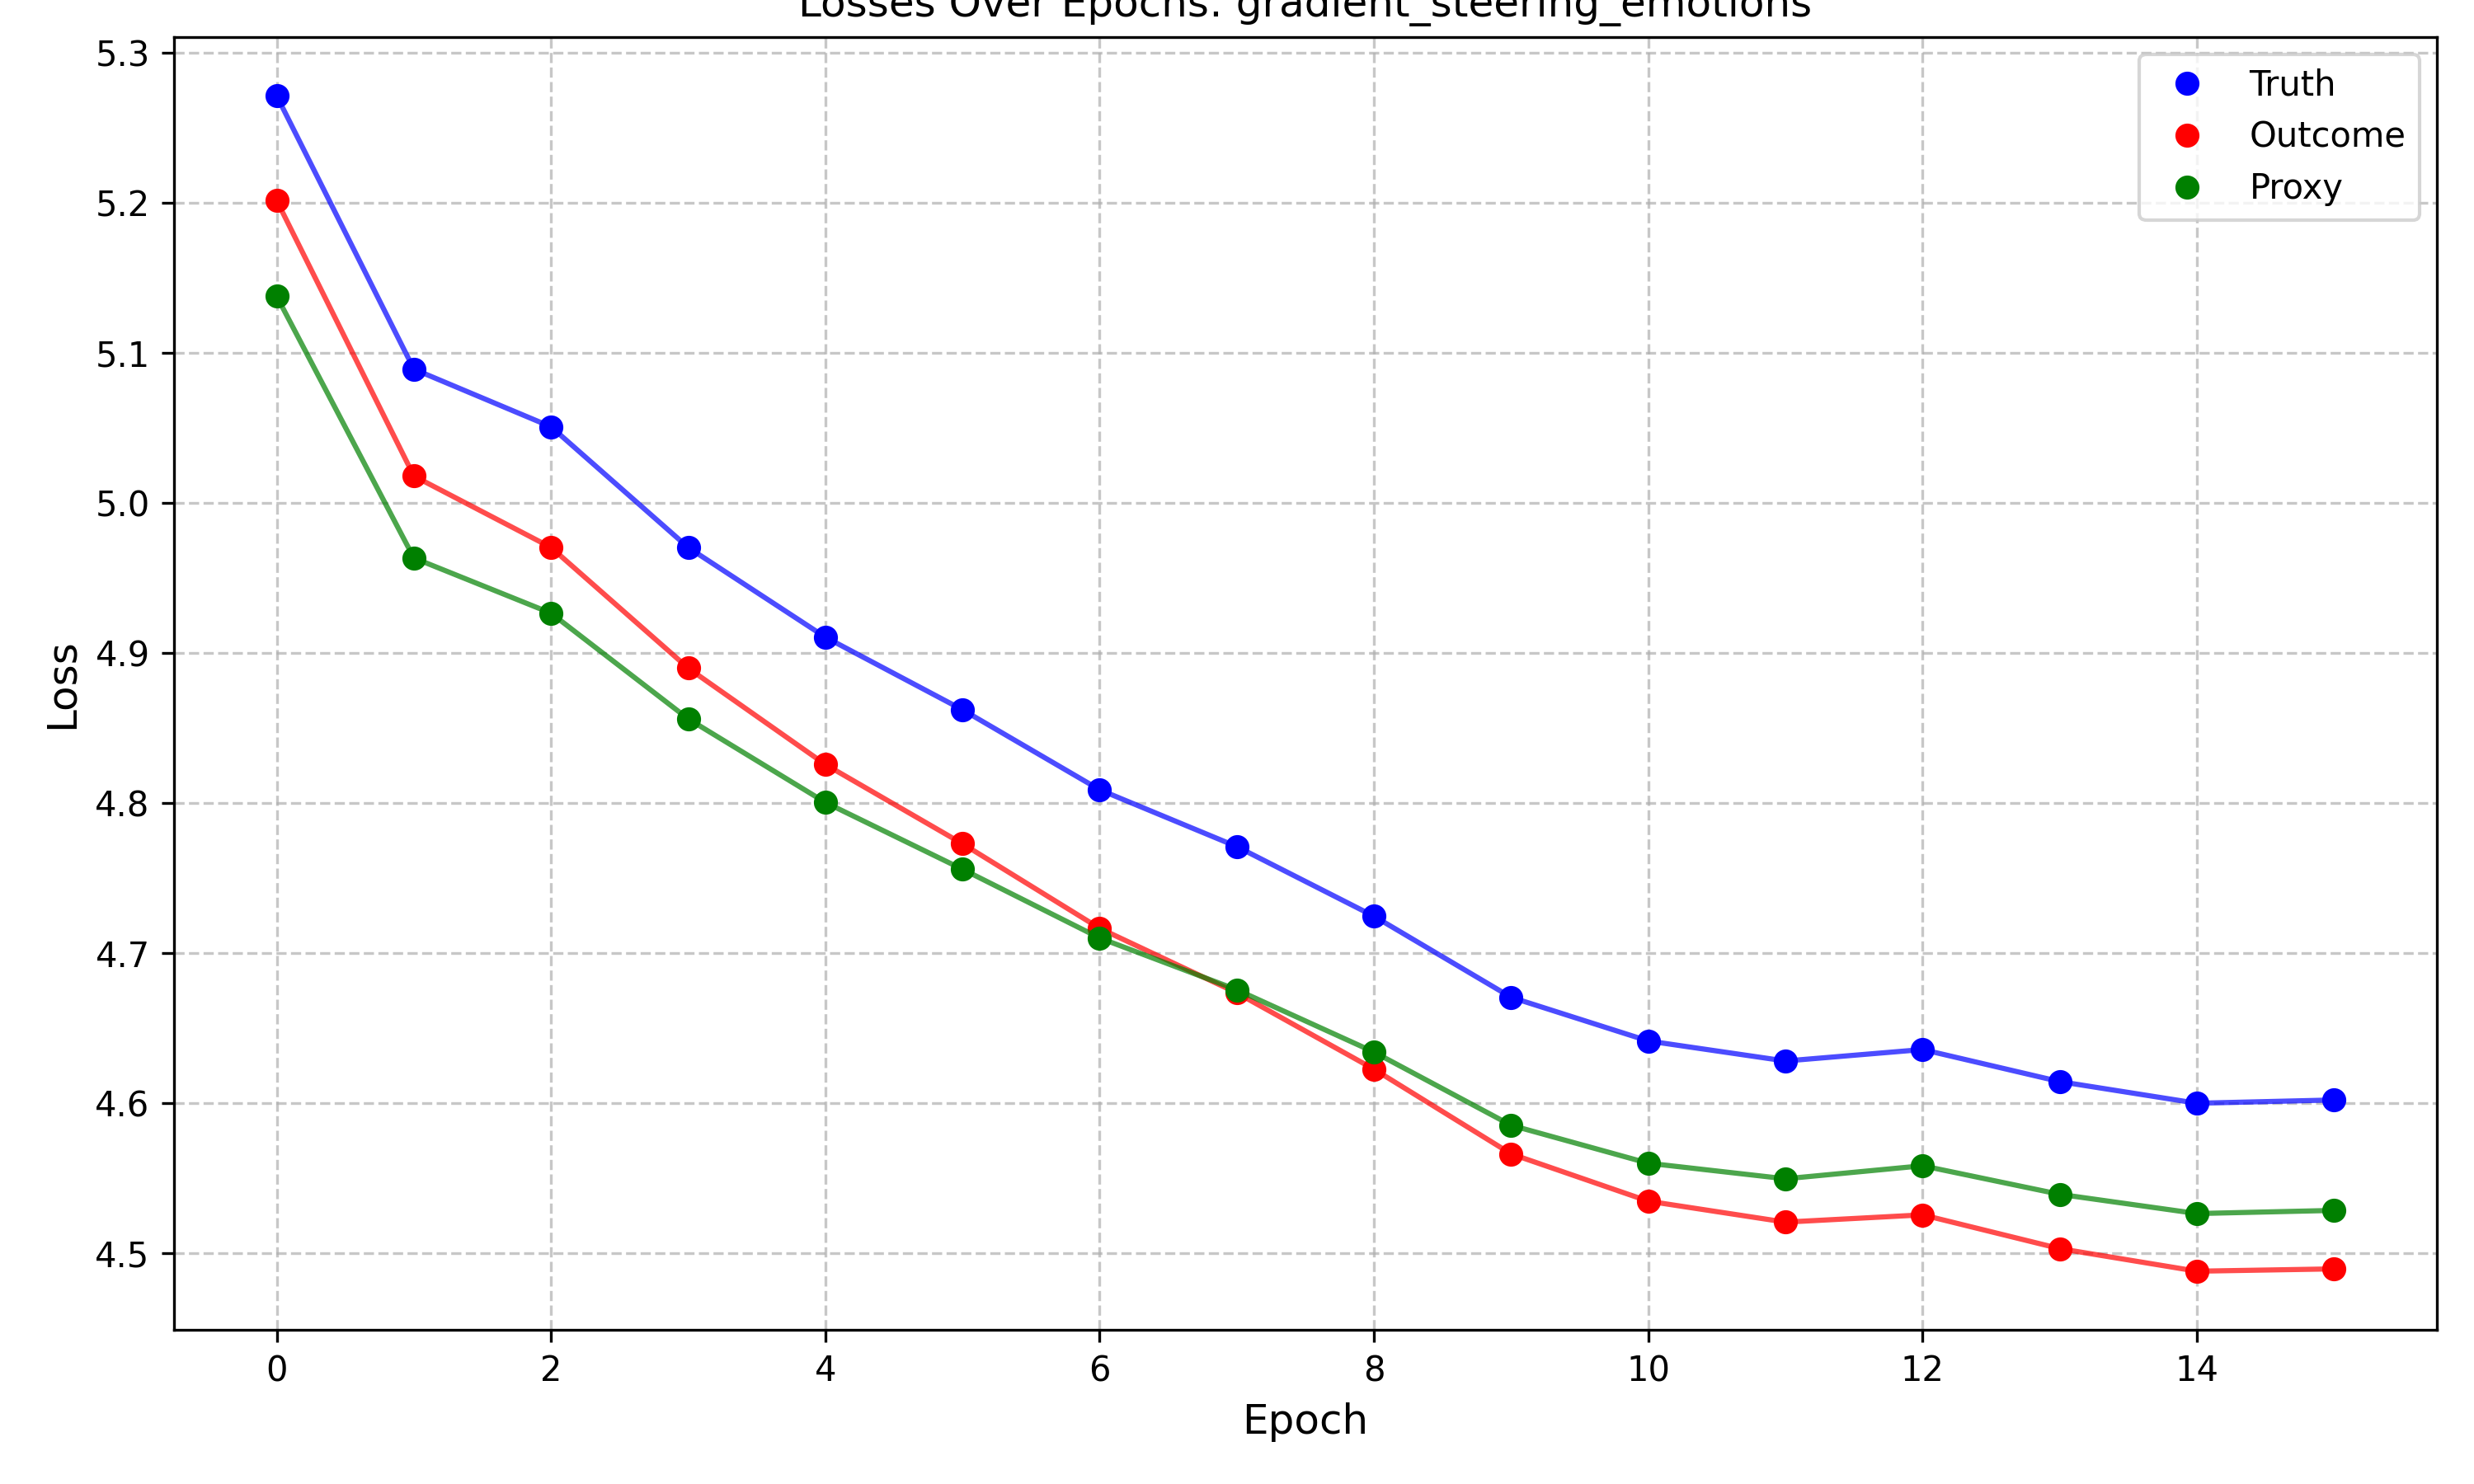 Losses Over Epochs: gradient_steering_emotions
5.3
5.2
5.1
5.0
4.9
4.8
4.7
4.6
4.5
Loss
Truth
Outcome
Proxy
0 2 4 6 8 10 12 14
Epoch